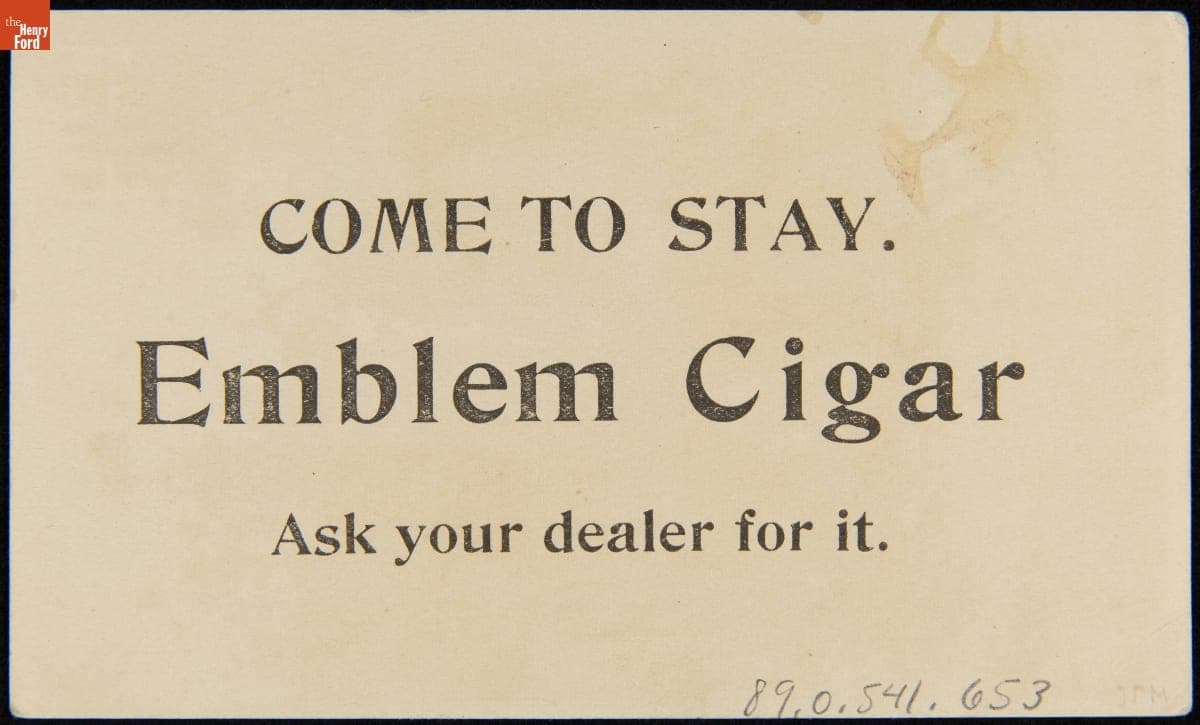 the
Henry
Ford
COME TO STAY.
Emblem Cigar
Ask your dealer for it.
89.0.541.653